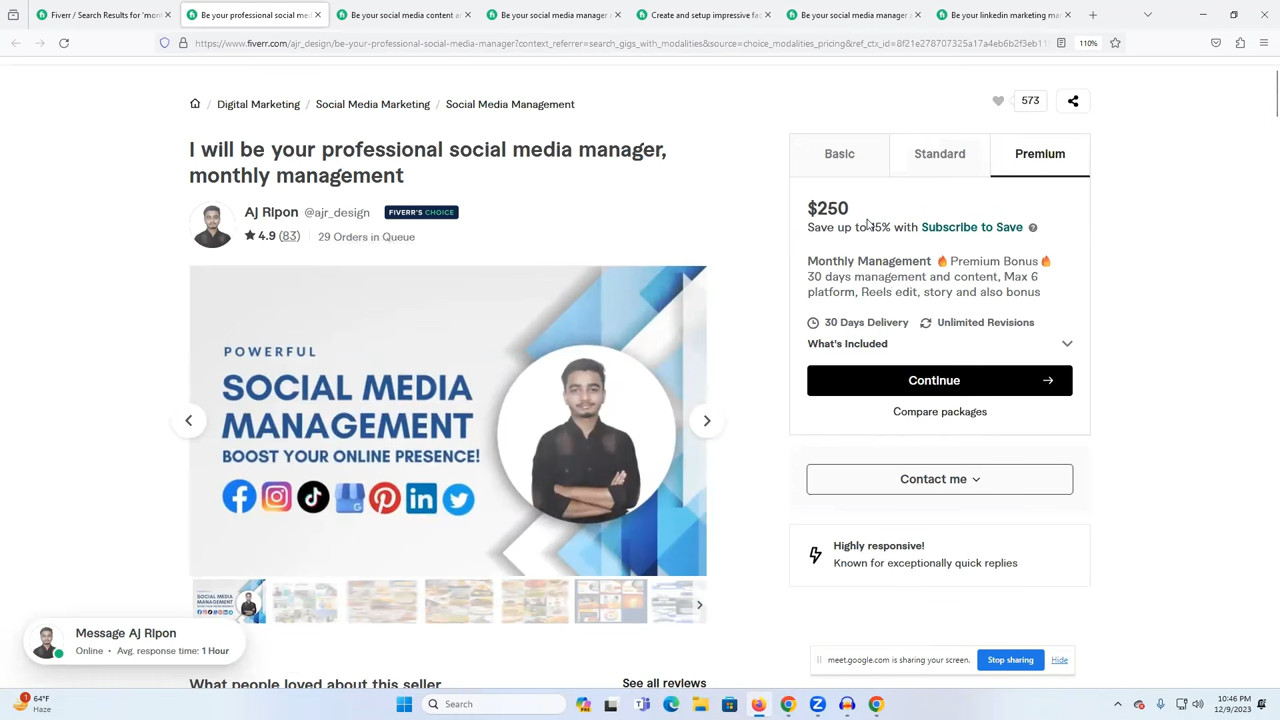 Fiverr / Search Results for 'mon
Be your professional social med
Be your social media content an
Be your social media manager a
Create and setup impressive fac
Be your social media manager o
Be your linkedin marketing man
https://www.fiverr.com/ajr_design/be-your-professional-social-media-manager?context_referrer=search_gigs_with_modalities&source=choice_modalities_pricing&ref_ctx_id=8f21e278707325a17a4eb6b2f3eb11
110%
Digital Marketing / Social Media Marketing / Social Media Management
573
I will be your professional social media manager,
monthly management
Aj Ripon @ajr_design FIVERR'S CHOICE
4.9 (83) 29 Orders in Queue
POWERFUL
SOCIAL MEDIA
MANAGEMENT
BOOST YOUR ONLINE PRESENCE!
Basic Standard Premium
$250
Save up to 15% with Subscribe to Save
Monthly Management 🔥Premium Bonus🔥
30 days management and content, Max 6
platform, Reels edit, story and also bonus
30 Days Delivery Unlimited Revisions
What's Included
Continue
Compare packages
Contact me
Highly responsive!
Known for exceptionally quick replies
SOCIAL MEDIA
MANAGEMENT
Message Aj Ripon
Online • Avg. response time: 1 Hour
What people loved about this seller
See all reviews
meet.google.com is sharing your screen.
Stop sharing
Hide
1
64°F
Haze
Search
10:46 PM
12/9/2023